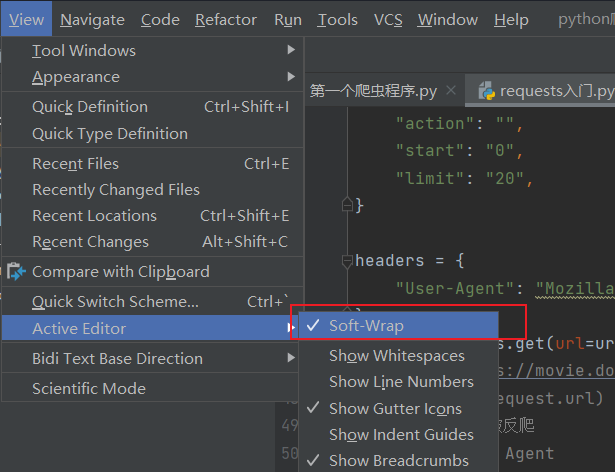 View Navigate Code Refactor Run Tools VCS Window Help python
Tool Windows
Appearance
Quick Definition Ctrl+Shift+I
Quick Type Definition
Recent Files Ctrl+E
Recently Changed Files
Recent Locations Ctrl+Shift+E
Recent Changes Alt+Shift+C
Compare with Clipboard
Quick Switch Scheme... Ctrl+`
Active Editor
Bidi Text Base Direction
Scientific Mode
Soft-Wrap
Show Whitespaces
Show Line Numbers
Show Gutter Icons
Show Indent Guides
Show Breadcrumbs
第一个爬虫程序.py requests入门.py
"action": "",
"start": "0",
"limit": "20",
}
headers = {
"User-Agent": "Mozilla
s.get(url=ur
s://movie.do
equest.url)
49 反爬
50 Agent